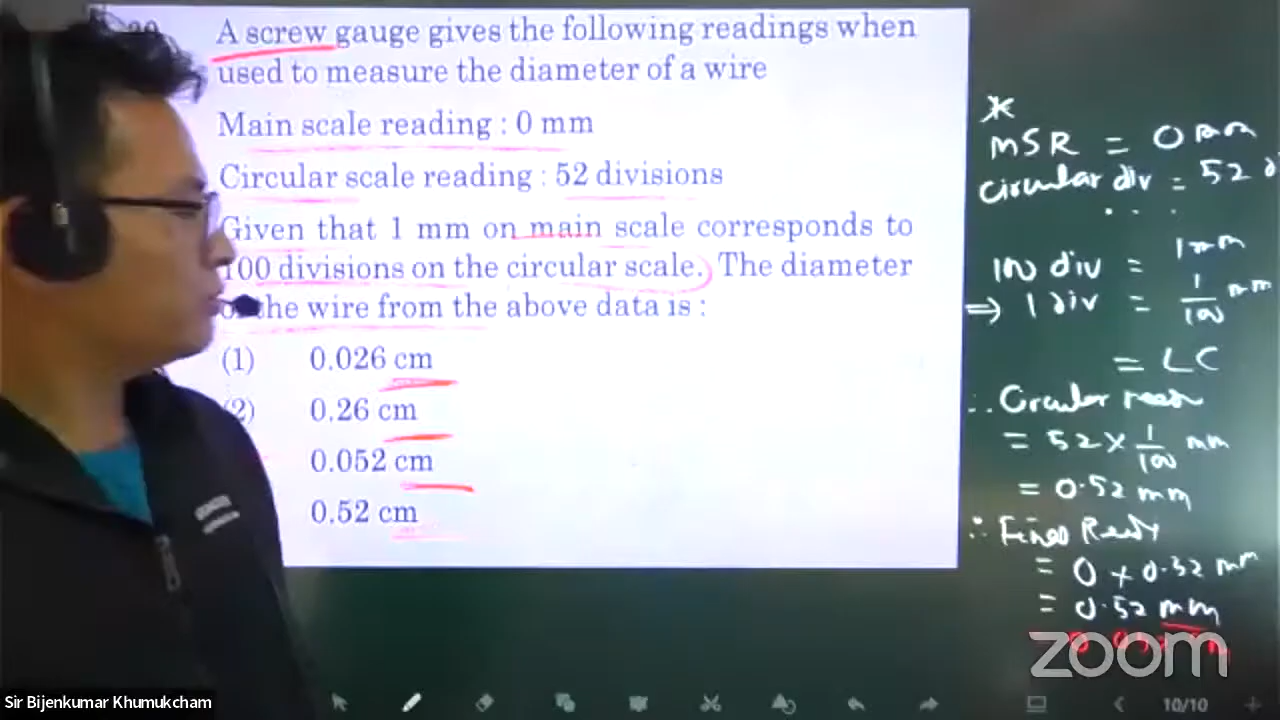 A screw gauge gives the following readings when
used to measure the diameter of a wire
Main scale reading : 0 mm
Circular scale reading : 52 divisions
Given that 1 mm on main scale corresponds to
100 divisions on the circular scale. The diameter
the wire from the above data is :
(1) 0.026 cm
(2) 0.26 cm
0.052 cm
0.52 cm
MSR = 0 mm
Circular div = 52
100 div = 1mm
⇒ 1 div = 1/100 mm
= LC
∴ Circular
= 52 × 1/100 mm
= 0.52 mm
∴
= 0 + 0.52 mm
= 0.52 mm
zoom
Sir Bijenkumar Khumukcham
10/10